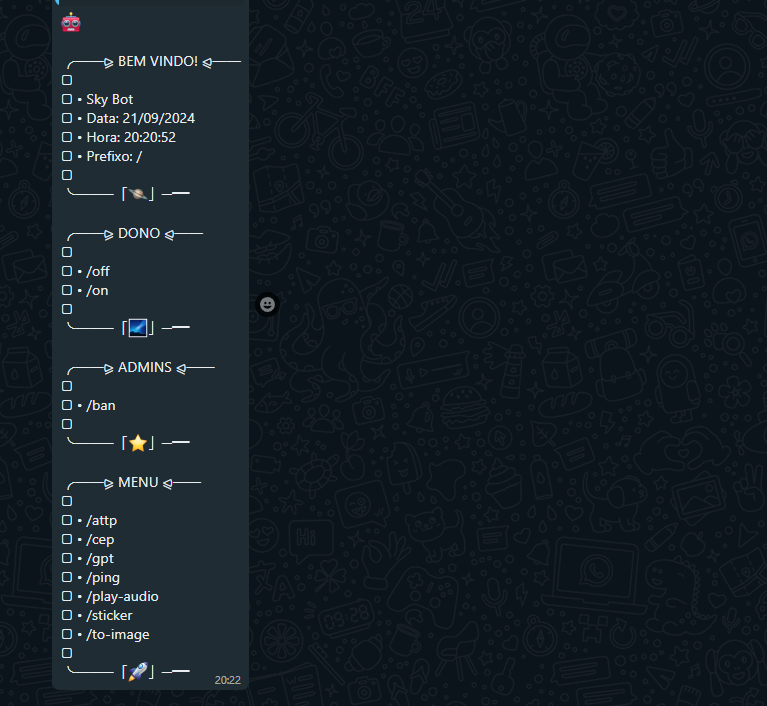 BEM VINDO!
• Sky Bot
• Data: 21/09/2024
• Hora: 20:20:52
• Prefixo: /
DONO
• /off
• /on
ADMINS
• /ban
MENU
• /attp
• /cep
• /gpt
• /ping
• /play-audio
• /sticker
• /to-image
20:22